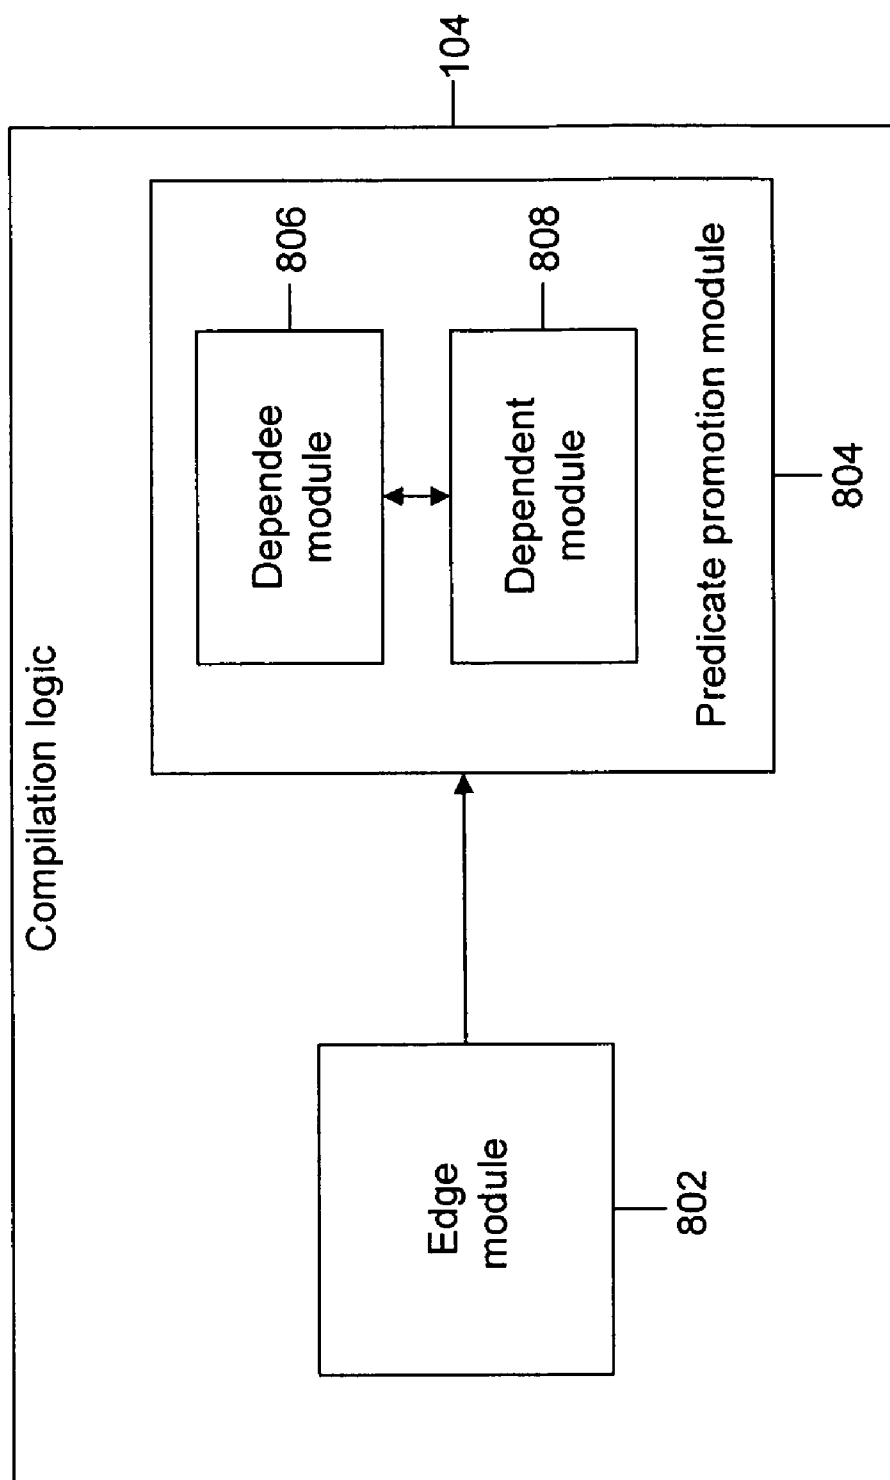 Compilation logic
104
Edge
module
802
Dependee
module
806
Dependent
module
808
Predicate promotion module
804